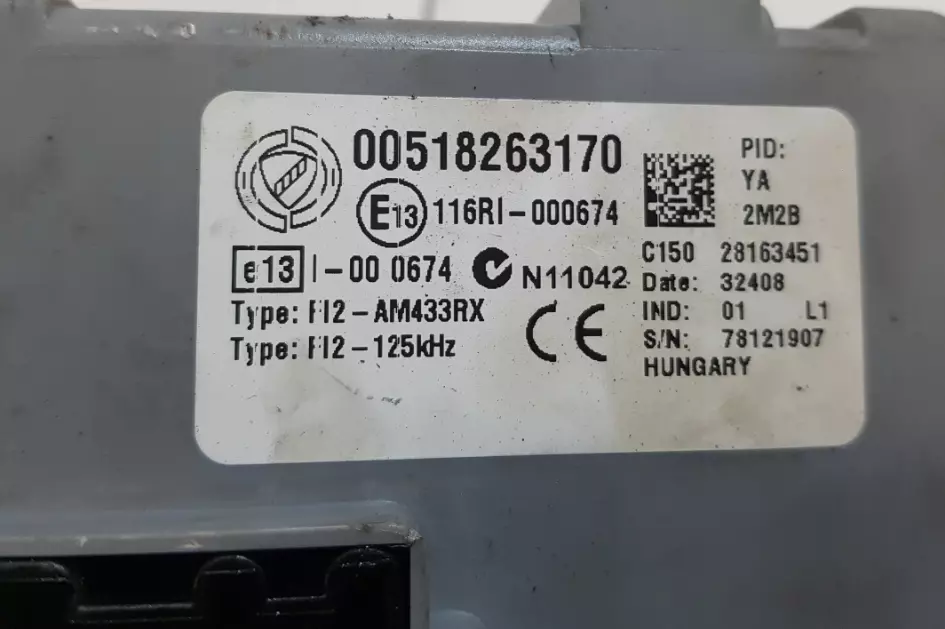 00518263170
E13 116RI-000674
e13 I-00 0674 N11042
Type: FI2-AM433RX
Type: FI2-125kHz
CE
PID:
YA
2M2B
C150 28163451
Date: 32408
IND: 01 L1
S/N: 78121907
HUNGARY